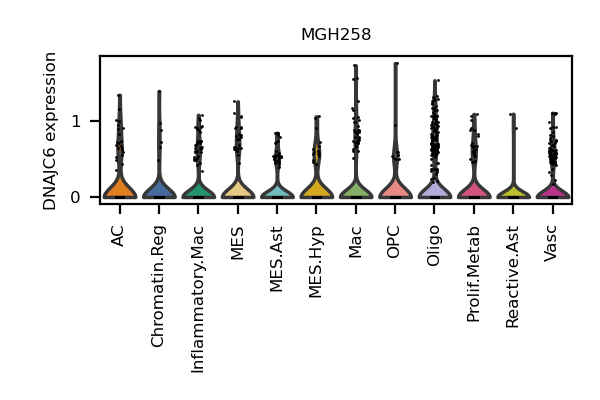 MGH258
DNAJC6 expression
1
0
AC
Chromatin.Reg
Inflammatory.Mac
MES
MES.Ast
MES.Hyp
Mac
OPC
Oligo
Prolif.Metab
Reactive.Ast
Vasc